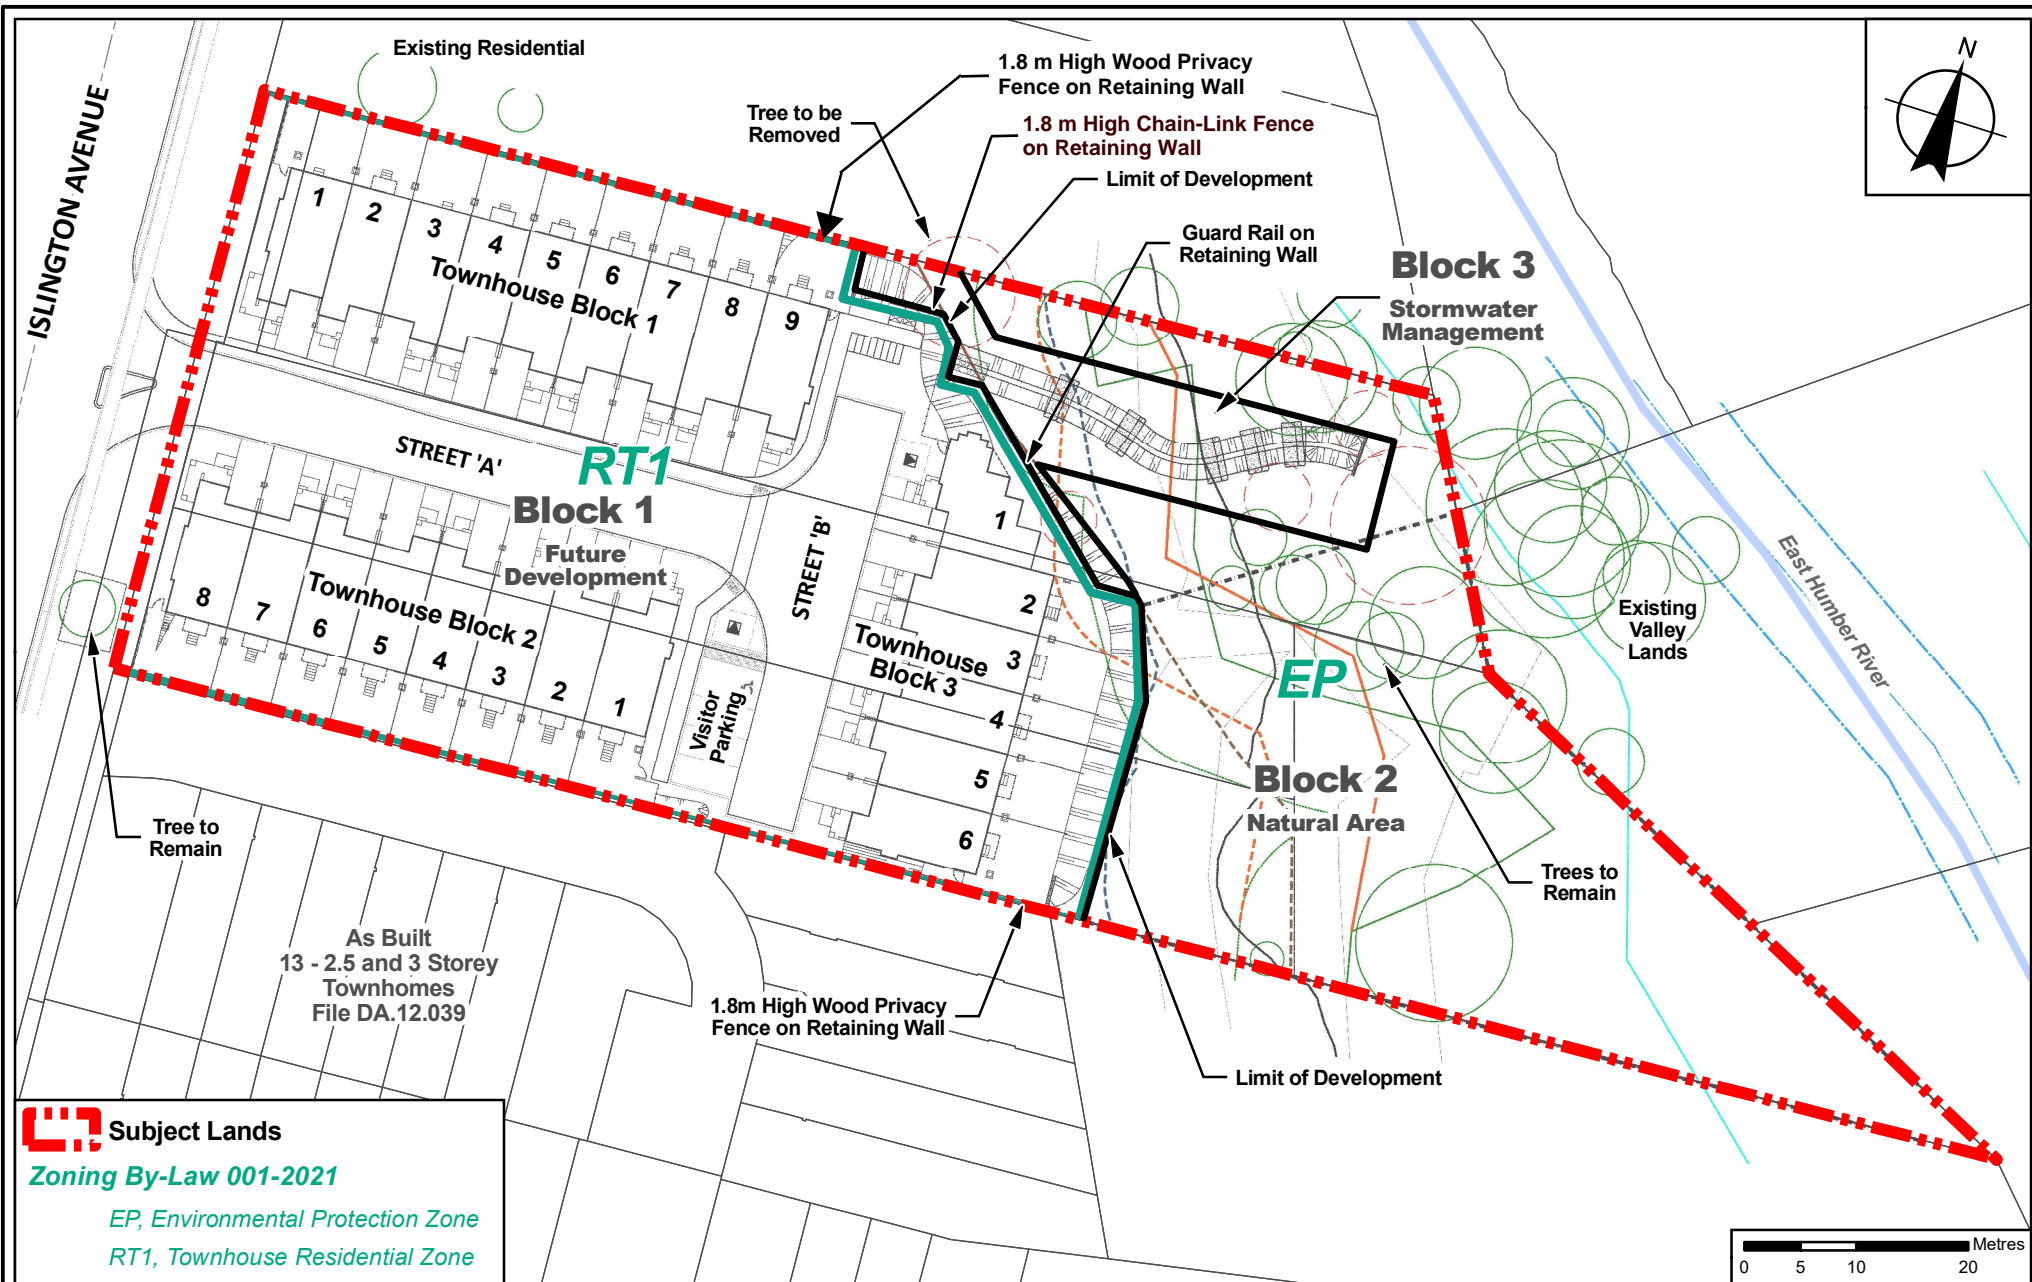 Existing Residential
1.8 m High Wood Privacy
Fence on Retaining Wall
N
Tree to be
Removed
1.8 m High Chain-Link Fence
on Retaining Wall
Limit of Development
ISLINGTON AVENUE
Guard Rail on
Retaining Wall
Block 3
Stormwater
Management
1
2
3
4
5
6
7
8
9
Townhouse Block 1
STREET 'A'
RT1
Block 1
Future
Development
STREET 'B'
8
7
6
5
4
3
2
1
Townhouse Block 2
Visitor
Parking
1
2
3
4
5
6
Townhouse
Block 3
EP
Block 2
Natural Area
Existing
Valley
Lands
East Humber River
Tree to
Remain
Trees to
Remain
As Built
13 - 2.5 and 3 Storey
Townhomes
File DA.12.039
1.8m High Wood Privacy
Fence on Retaining Wall
Limit of Development
Subject Lands
Zoning By-Law 001-2021
EP, Environmental Protection Zone
RT1, Townhouse Residential Zone
Metres
0 5 10 20